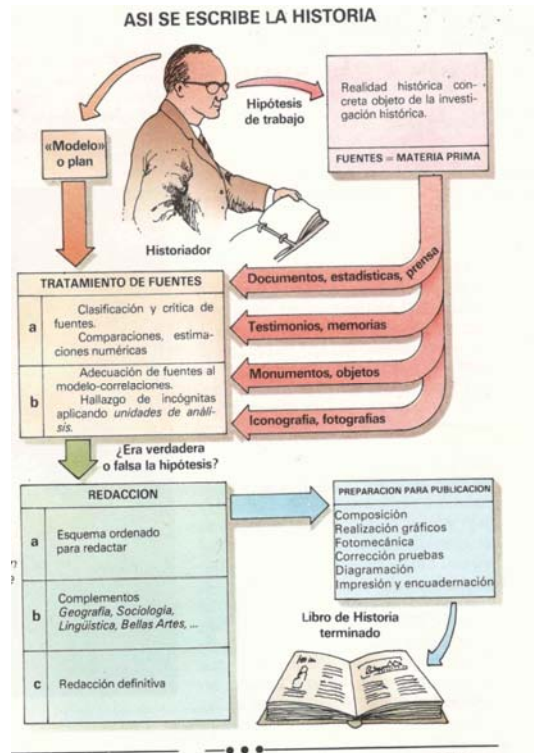 ASI SE ESCRIBE LA HISTORIA
Hipótesis
de trabajo
Realidad histórica con-
creta objeto de la investi-
gación histórica.
FUENTES = MATERIA PRIMA
«Modelo»
o plan
Historiador
TRATAMIENTO DE FUENTES
a
Clasificación y crítica de
fuentes.
Comparaciones, estima-
ciones numéricas
b
Adecuación de fuentes al
modelo-correlaciones.
Hallazgo de incógnitas
aplicando unidades de análi-
sis.
Documentos, estadísticas, prensa
Testimonios, memorias
Monumentos, objetos
Iconografía, fotografías
¿Era verdadera
o falsa la hipótesis?
REDACCION
a
Esquema ordenado
para redactar
b
Complementos
Geografía, Sociología,
Lingüística, Bellas Artes, ...
c
Redacción definitiva
PREPARACION PARA PUBLICACION
Composición
Realización gráficos
Fotomecánica
Corrección pruebas
Diagramación
Impresión y encuadernación
Libro de Historia
terminado